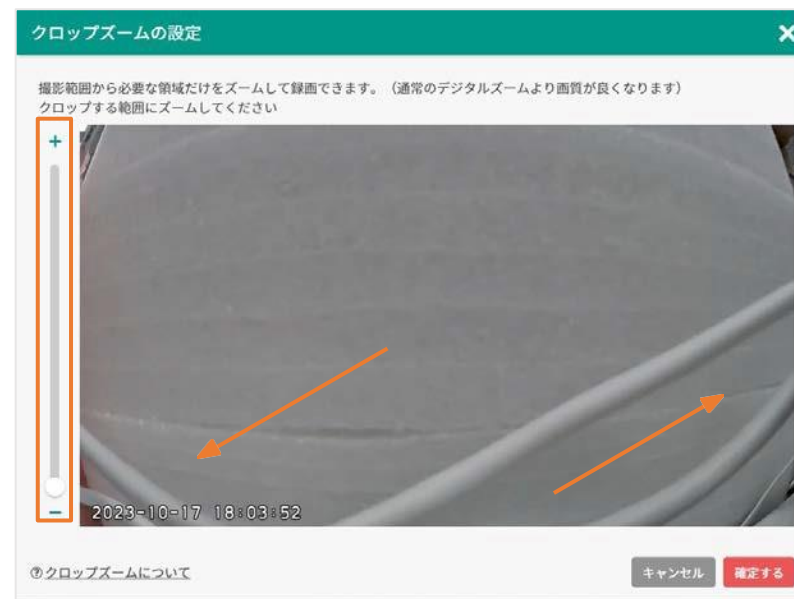 クロップズームの設定
撮影範囲から必要な領域だけをズームして録画できます。（通常のデジタルズームより画質が良くなります）
クロップする範囲にズームしてください
2023-10-17 18:03:52
クロップズームについて
キャンセル
確定する